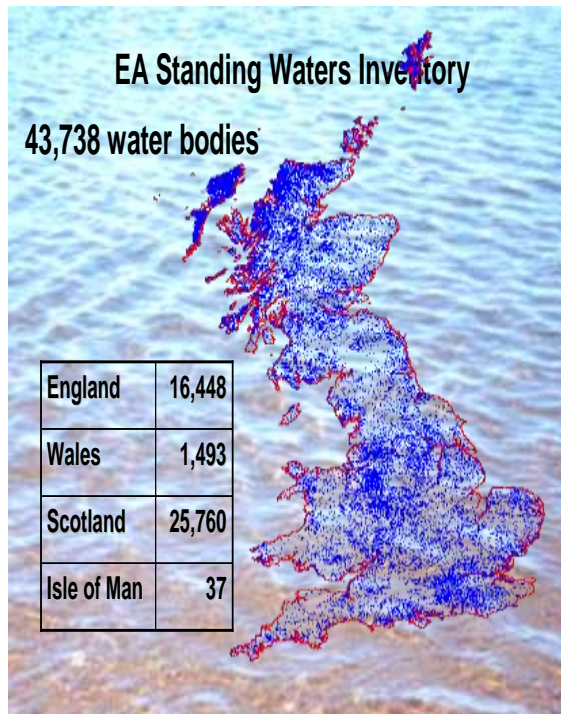 EA Standing Waters Inventory
43,738 water bodies
England 16,448
Wales 1,493
Scotland 25,760
Isle of Man 37